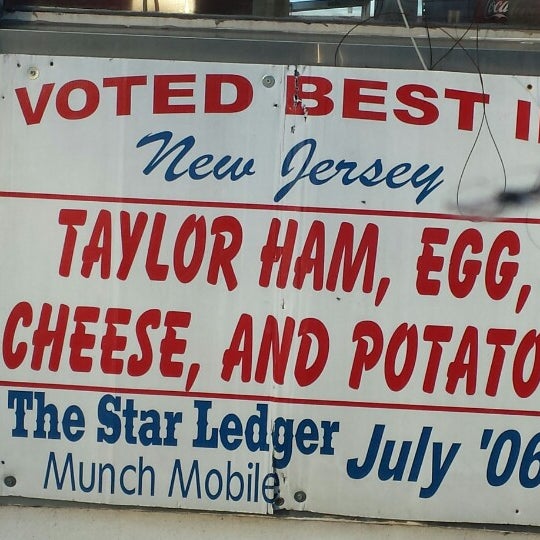 VOTED BEST I
New Jersey
TAYLOR HAM, EGG,
CHEESE, AND POTATO
The Star Ledger July '06
Munch Mobile